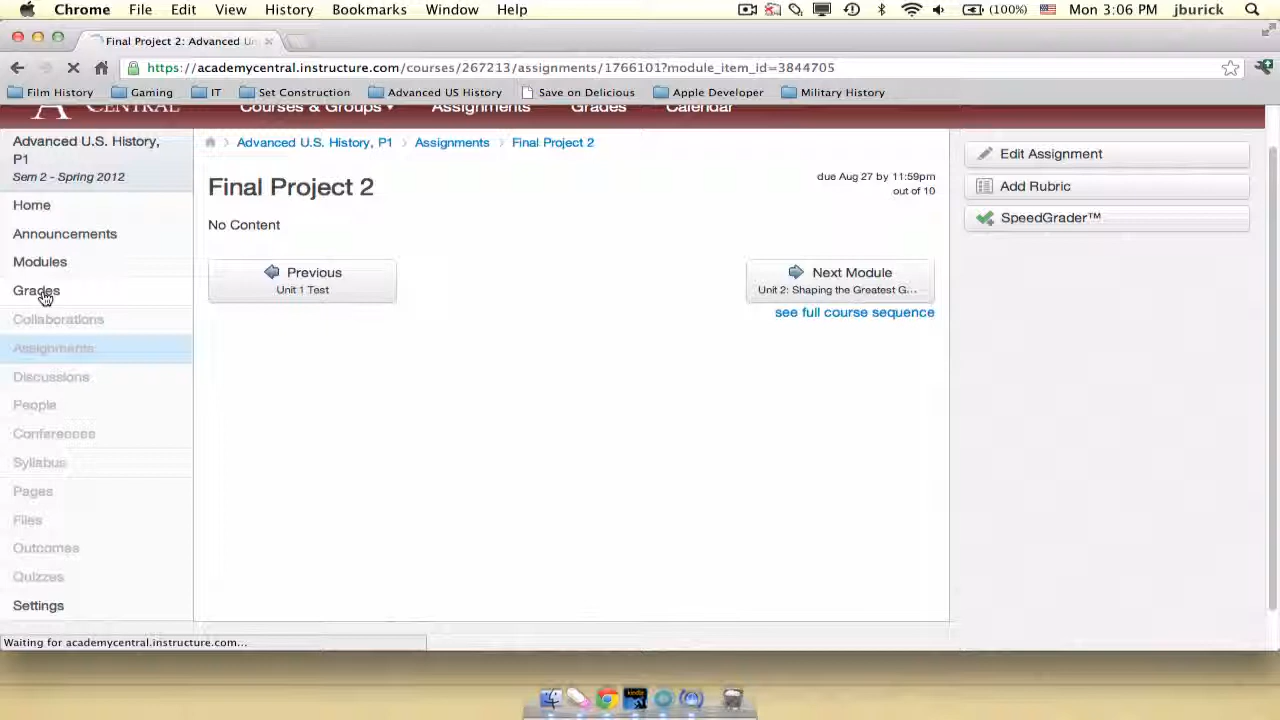 Chrome File Edit View History Bookmarks Window Help (100%) Mon 3:06 PM jburick
Final Project 2: Advanced U
https://academycentral.instructure.com/courses/267213/assignments/1766101?module_item_id=3844705
Film History Gaming IT Set Construction Advanced US History Save on Delicious Apple Developer Military History
CENTRAL Courses & Groups Assignments Grades Calendar
Advanced U.S. History, P1
Sem 2 - Spring 2012
Home
Announcements
Modules
Grades
Collaborations
Assignments
Discussions
People
Conferences
Syllabus
Pages
Files
Outcomes
Quizzes
Settings
Advanced U.S. History, P1 Assignments Final Project 2
Final Project 2
due Aug 27 by 11:59pm
out of 10
No Content
Previous
Unit 1 Test
Next Module
Unit 2: Shaping the Greatest G...
see full course sequence
Edit Assignment
Add Rubric
SpeedGrader™
Waiting for academycentral.instructure.com...
kindle